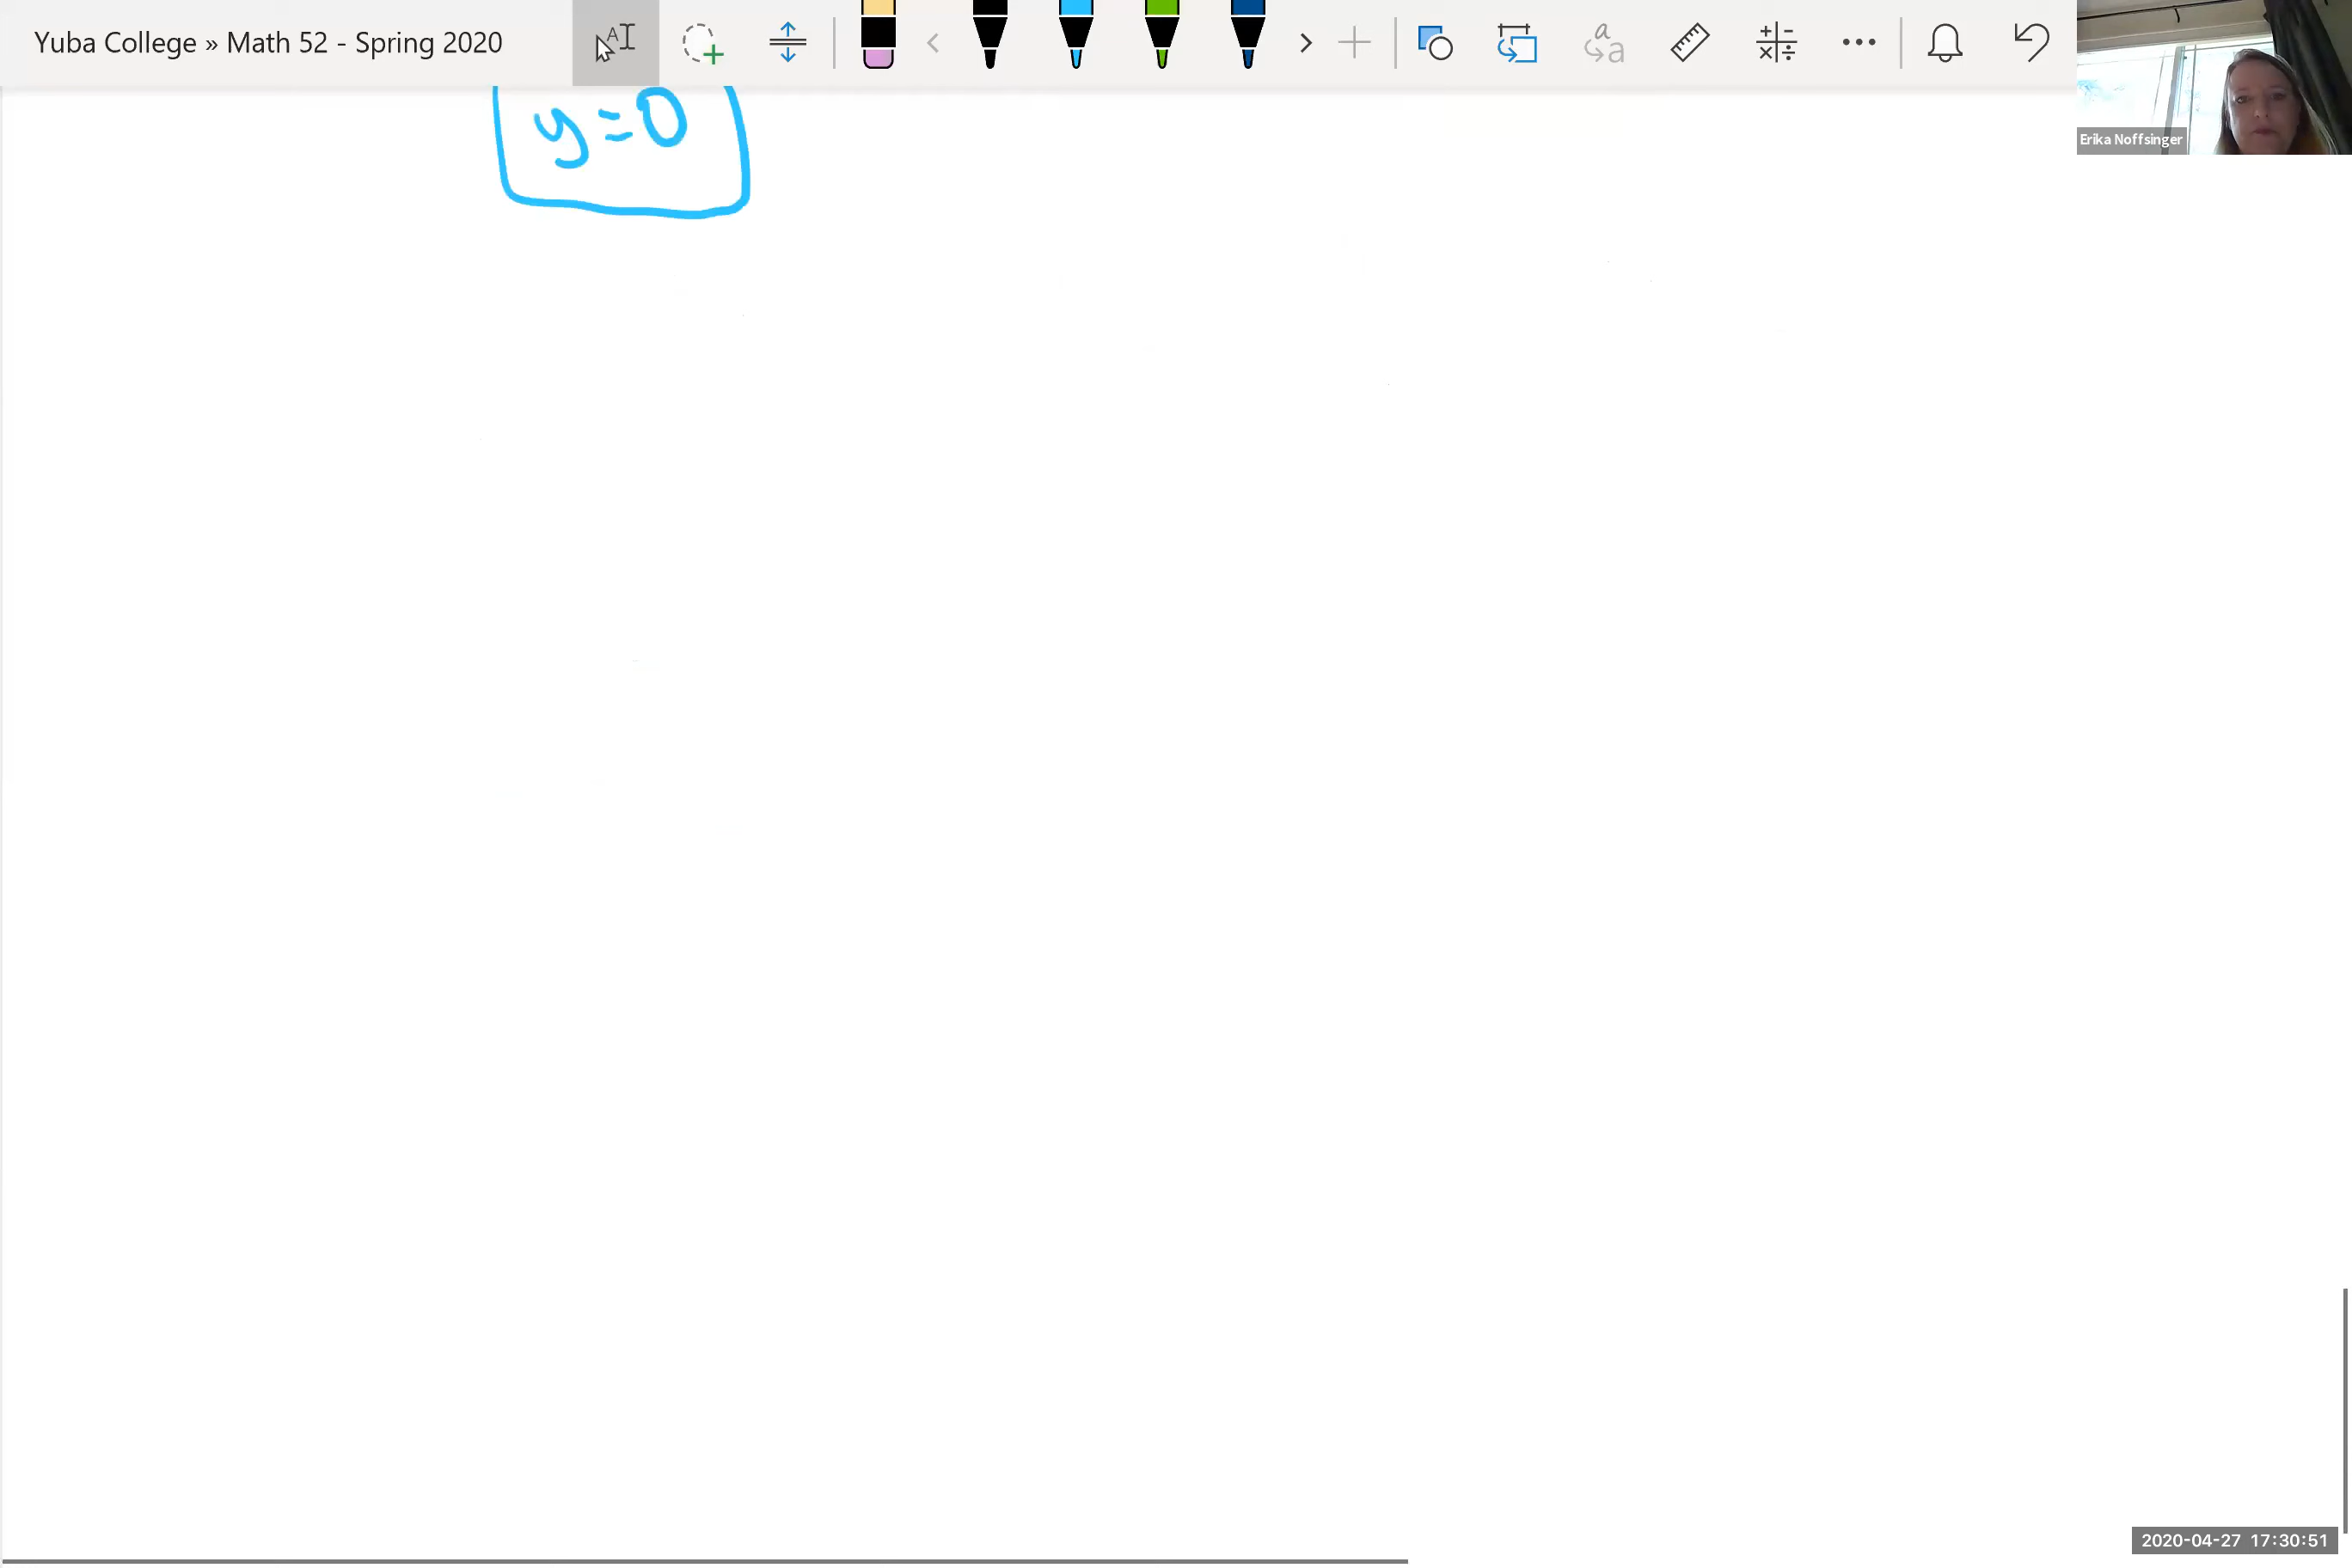 Yuba College » Math 52 - Spring 2020
Erika Noffsinger
y=0
2020-04-27 17:30:51